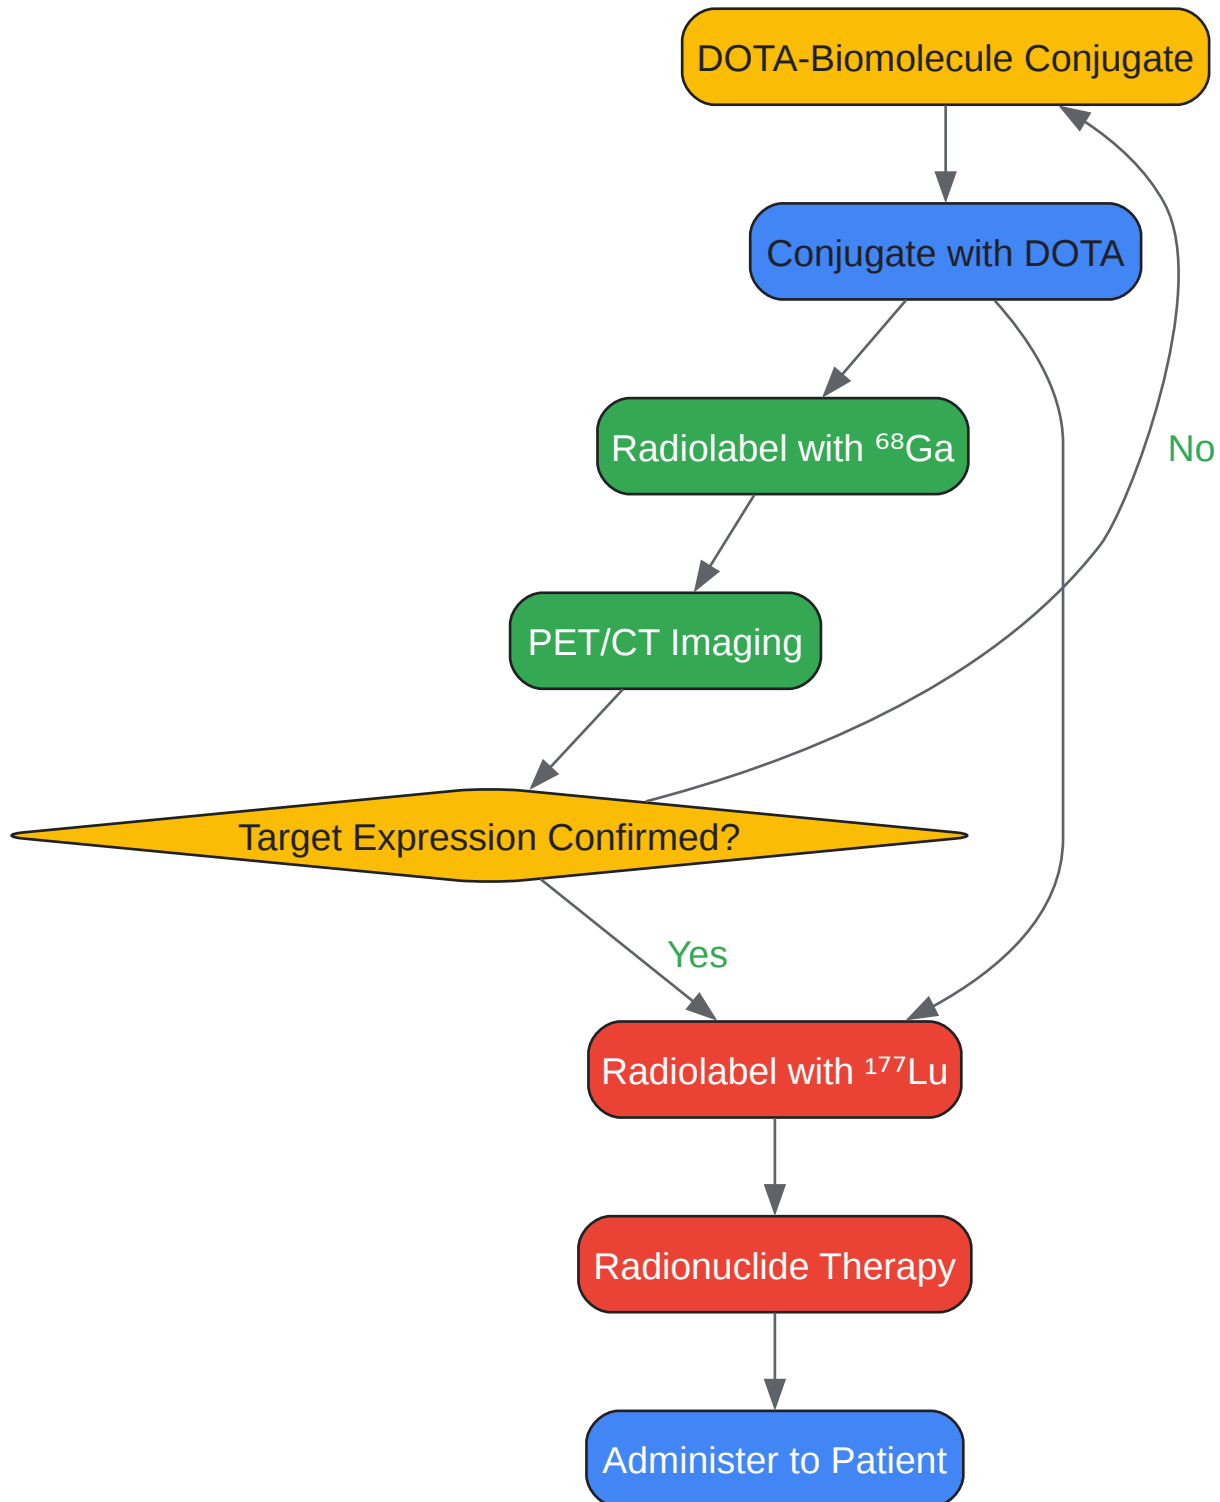 DOTA-Biomolecule Conjugate
Conjugate with DOTA
Radiolabel with ⁶⁸Ga
No
PET/CT Imaging
Target Expression Confirmed?
Yes
Radiolabel with ¹⁷⁷Lu
Radionuclide Therapy
Administer to Patient